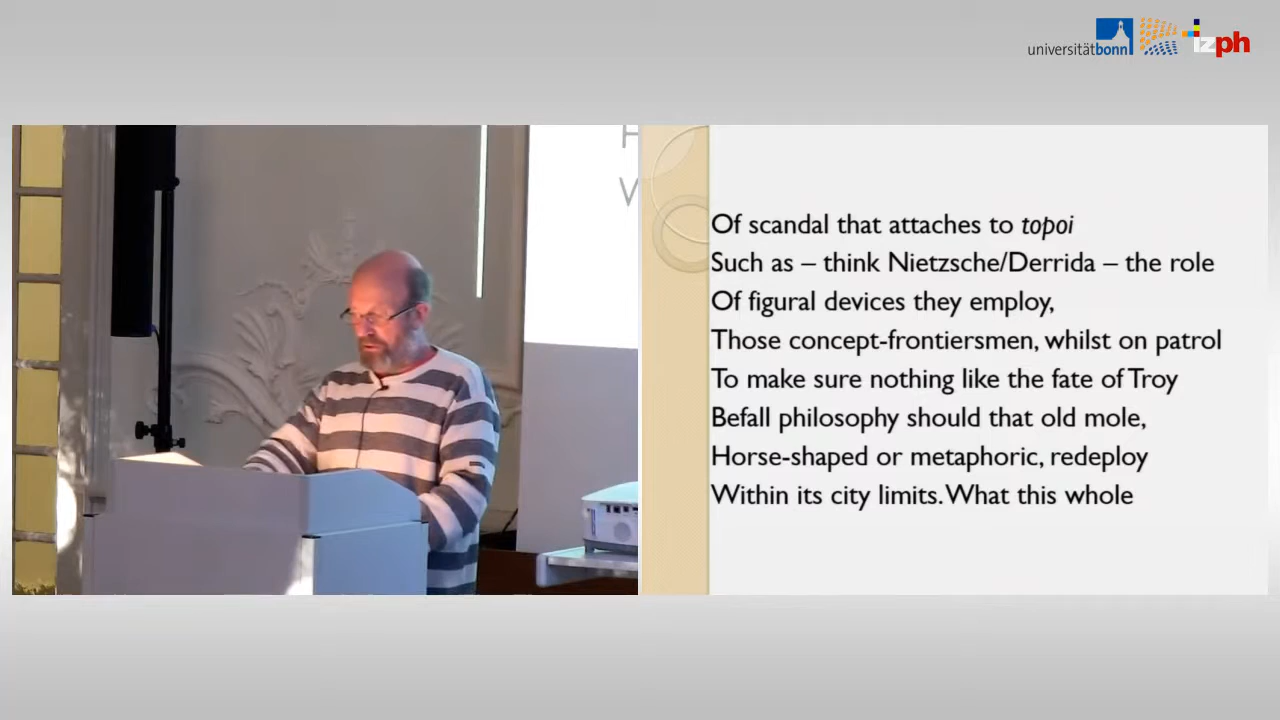 universitätbonn
izph
H
V
Of scandal that attaches to topoi
Such as – think Nietzsche/Derrida – the role
Of figural devices they employ,
Those concept-frontiersmen, whilst on patrol
To make sure nothing like the fate of Troy
Befall philosophy should that old mole,
Horse-shaped or metaphoric, redeploy
Within its city limits. What this whole